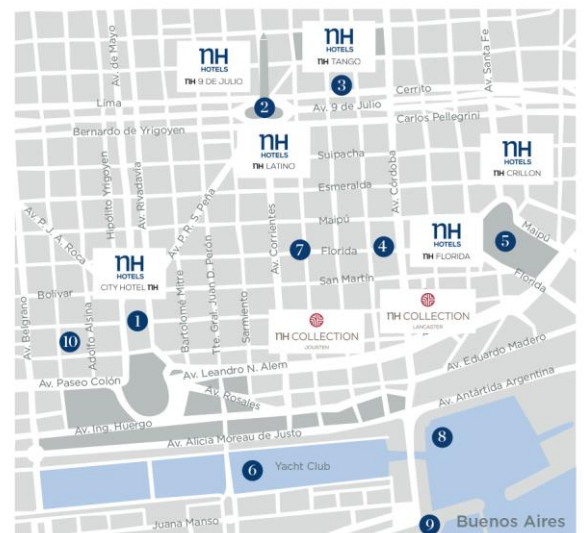 Av. de Mayo
nH
HOTELS
nH 9 DE JULIO
nH
HOTELS
nH TANGO
Av. Santa Fe
3
Cerrito
Lima
2
Av. 9 de Julio
Bernardo de Yrigoyen
Carlos Pellegrini
nH
HOTELS
nH LATINO
Suipacha
nH
HOTELS
nH CRILLON
Esmeralda
Hipólito Yrigoyen
Av. Rivadavia
Av. P.R.S. Peña
Av. Córdoba
Maipú
Av. P. J. A. Roca
Av. Corrientes
7
Florida
4
nH
HOTELS
nH FLORIDA
5
Maipú
Florida
nH
HOTELS
CITY HOTEL nH
San Martín
Bolívar
Av. Belgrano
10
Adolfo Alsina
1
Bartolomé Mitre
Tte. Gral. Juan D. Perón
Sarmiento
nH COLLECTION
JOUSTEN
nH COLLECTION
LANCASTER
Av. Paseo Colón
Av. Leandro N. Alem
Av. Eduardo Madero
Av. Rosales
Av. Antártida Argentina
Av. Ing. Huergo
Av. Alicia Moreau de Justo
8
6
Yacht Club
Juana Manso
9
Buenos Aires